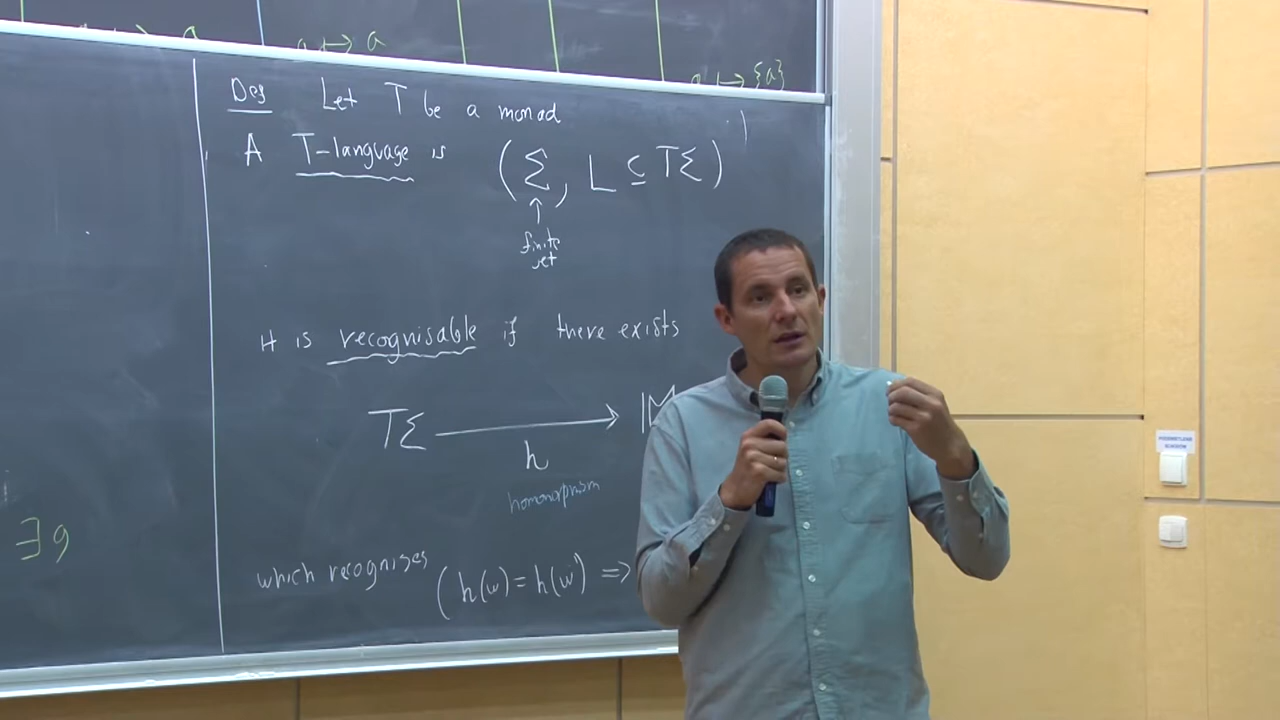 a ↦ a
a ↦ {a}
Def Let T be a monad
A T-language is (Σ, L ⊆ TΣ)
↑
finite
set
it is recognisable if there exists
TΣ ⟶ M
h
homomorphism
∃ g
which recognises (h(w) = h(w') ⇒